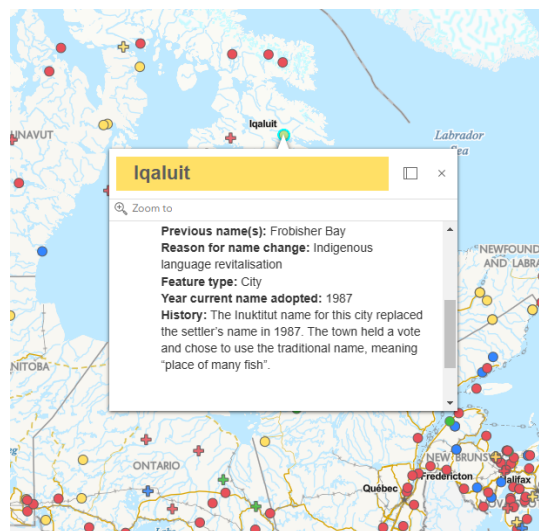 Iqaluit
NUNAVUT
Labrador
Sea
Iqaluit
Zoom to
Previous name(s): Frobisher Bay
Reason for name change: Indigenous
language revitalisation
Feature type: City
Year current name adopted: 1987
History: The Inuktitut name for this city replaced
the settler's name in 1987. The town held a vote
and chose to use the traditional name, meaning
“place of many fish”.
NEWFOUND
AND LABRA
NITOBA
ONTARIO
NEW BRUNS
Fredericton
Québec
alifax